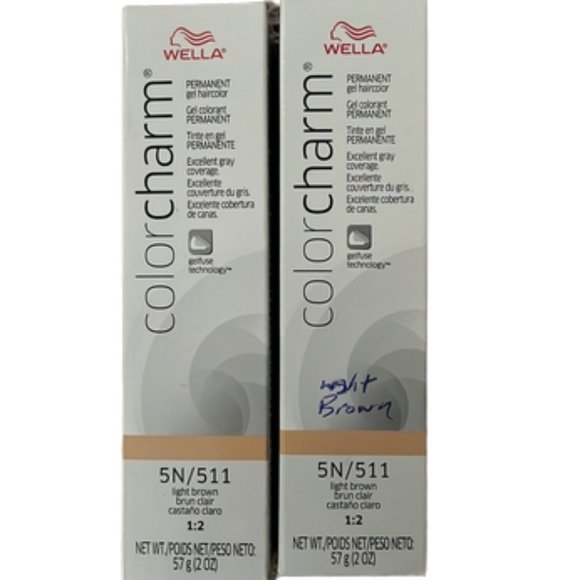 WELLA®
PERMANENT
gel haircolor
Gel colorant
PERMANENT
Tinte en gel
PERMANENTE
Excellent gray
coverage.
Excellente
couverture du gris.
Excelente cobertura
de canas.
gelfuse
technology™
colorcharm®
5N/511
light brown
brun clair
castaño claro
1:2
NET WT./POIDS NET/PESO NETO:
57 g (2 OZ)
WELLA®
PERMANENT
gel haircolor
Gel colorant
PERMANENT
Tinte en gel
PERMANENTE
Excellent gray
coverage.
Excellente
couverture du gris.
Excelente cobertura
de canas.
gelfuse
technology™
colorcharm®
Brown
5N/511
light brown
brun clair
castaño claro
1:2
NET WT./POIDS NET/PESO NETO:
57 g (2 OZ)